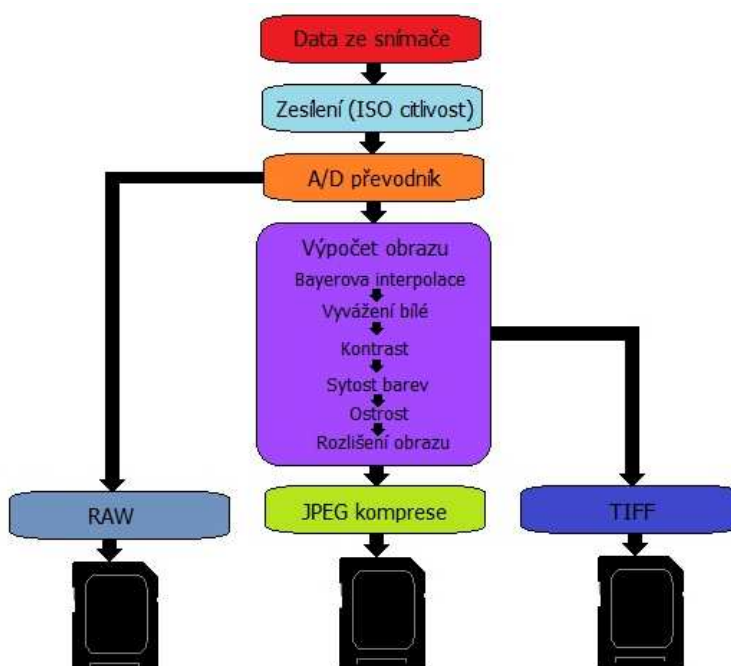 Data ze snímače
Zesílení (ISO citlivost)
A/D převodník
Výpočet obrazu
Bayerova interpolace
Vyvážení bílé
Kontrast
Sytost barev
Ostrost
Rozlišení obrazu
RAW
JPEG komprese
TIFF